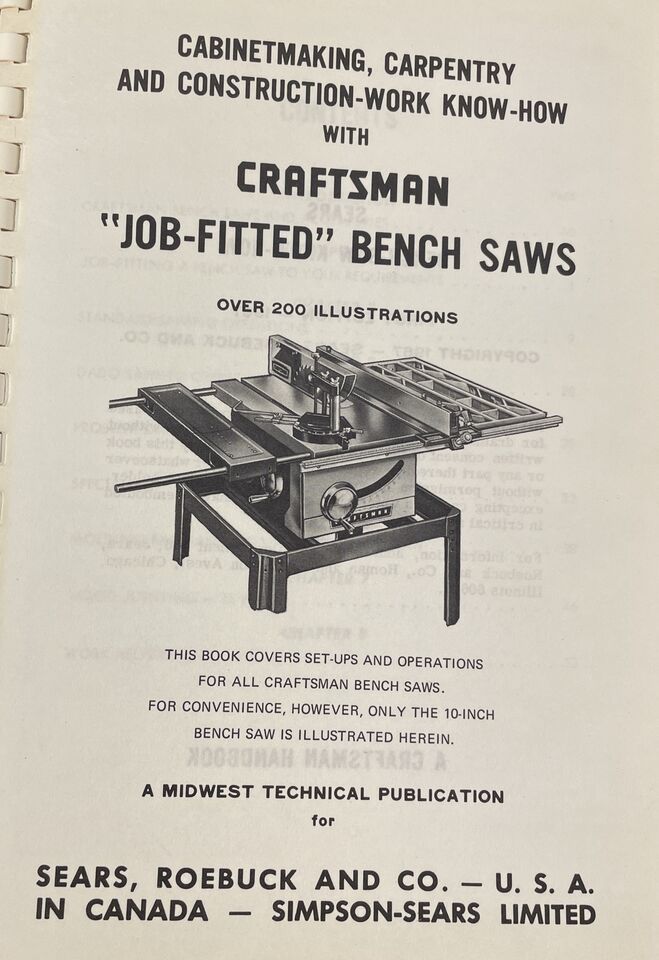 CABINETMAKING, CARPENTRY
AND CONSTRUCTION-WORK KNOW-HOW
WITH
CRAFTSMAN
"JOB-FITTED" BENCH SAWS
OVER 200 ILLUSTRATIONS
CRAFTSMAN
THIS BOOK COVERS SET-UPS AND OPERATIONS
FOR ALL CRAFTSMAN BENCH SAWS.
FOR CONVENIENCE, HOWEVER, ONLY THE 10-INCH
BENCH SAW IS ILLUSTRATED HEREIN.
A MIDWEST TECHNICAL PUBLICATION
for
SEARS, ROEBUCK AND CO. — U. S. A.
IN CANADA — SIMPSON-SEARS LIMITED